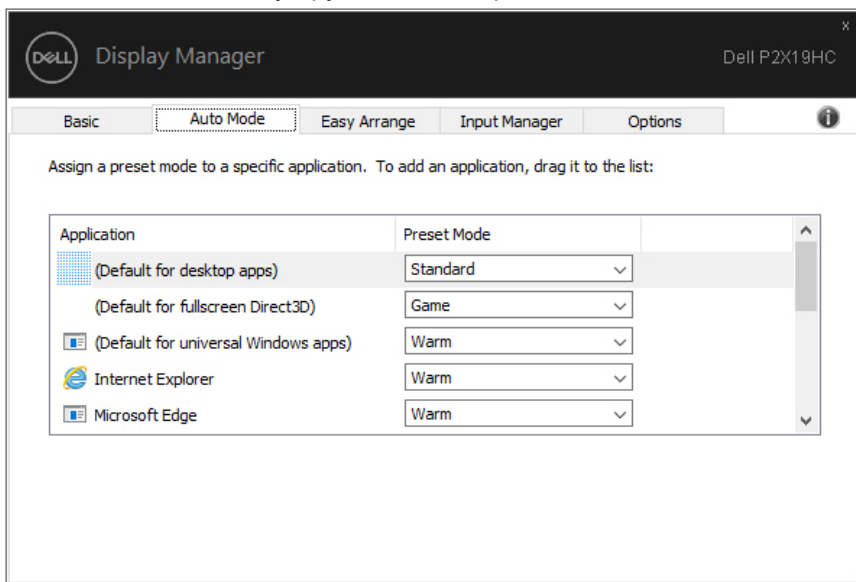 DELL Display Manager
Dell P2X19HC
x
Basic Auto Mode Easy Arrange Input Manager Options i
Assign a preset mode to a specific application. To add an application, drag it to the list:
Application Preset Mode
(Default for desktop apps) Standard
(Default for fullscreen Direct3D) Game
(Default for universal Windows apps) Warm
Internet Explorer Warm
Microsoft Edge Warm